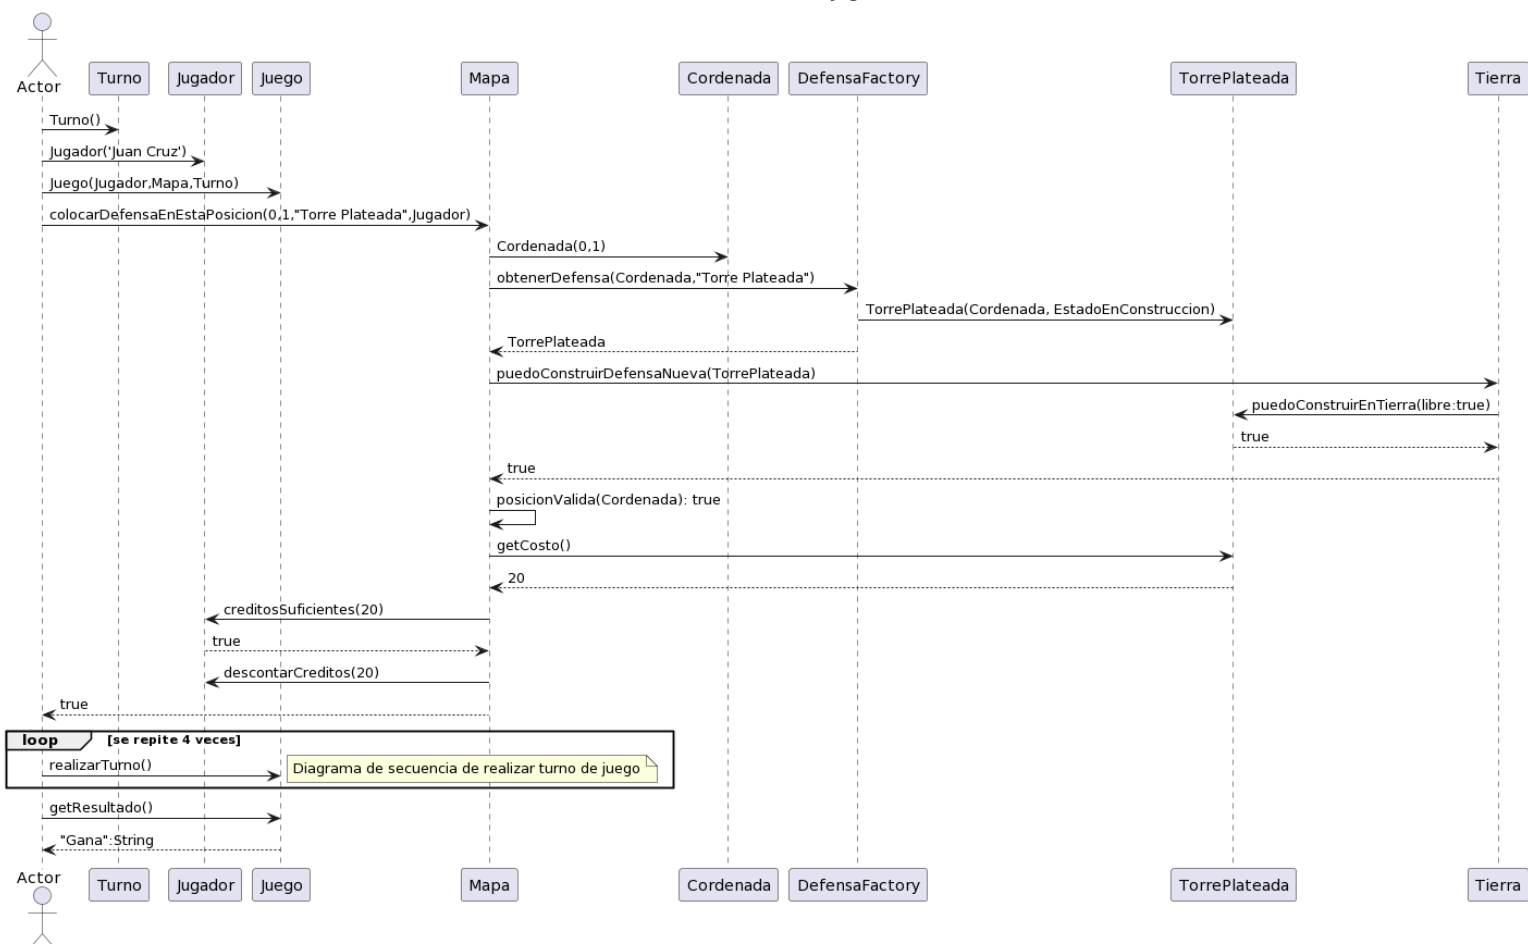 Actor
Turno
Jugador
Juego
Mapa
Cordenada
DefensaFactory
TorrePlateada
Tierra
Turno()
Jugador('Juan Cruz')
Juego(Jugador,Mapa,Turno)
colocarDefensaEnEstaPosicion(0,1,"Torre Plateada",Jugador)
Cordenada(0,1)
obtenerDefensa(Cordenada,"Torre Plateada")
TorrePlateada(Cordenada, EstadoEnConstruccion)
TorrePlateada
puedoConstruirDefensaNueva(TorrePlateada)
puedoConstruirEnTierra(libre:true)
true
true
posicionValida(Cordenada): true
getCosto()
20
creditosSuficientes(20)
true
descontarCreditos(20)
true
loop [se repite 4 veces]
realizarTurno()
Diagrama de secuencia de realizar turno de juego
getResultado()
"Gana":String
Actor
Turno
Jugador
Juego
Mapa
Cordenada
DefensaFactory
TorrePlateada
Tierra